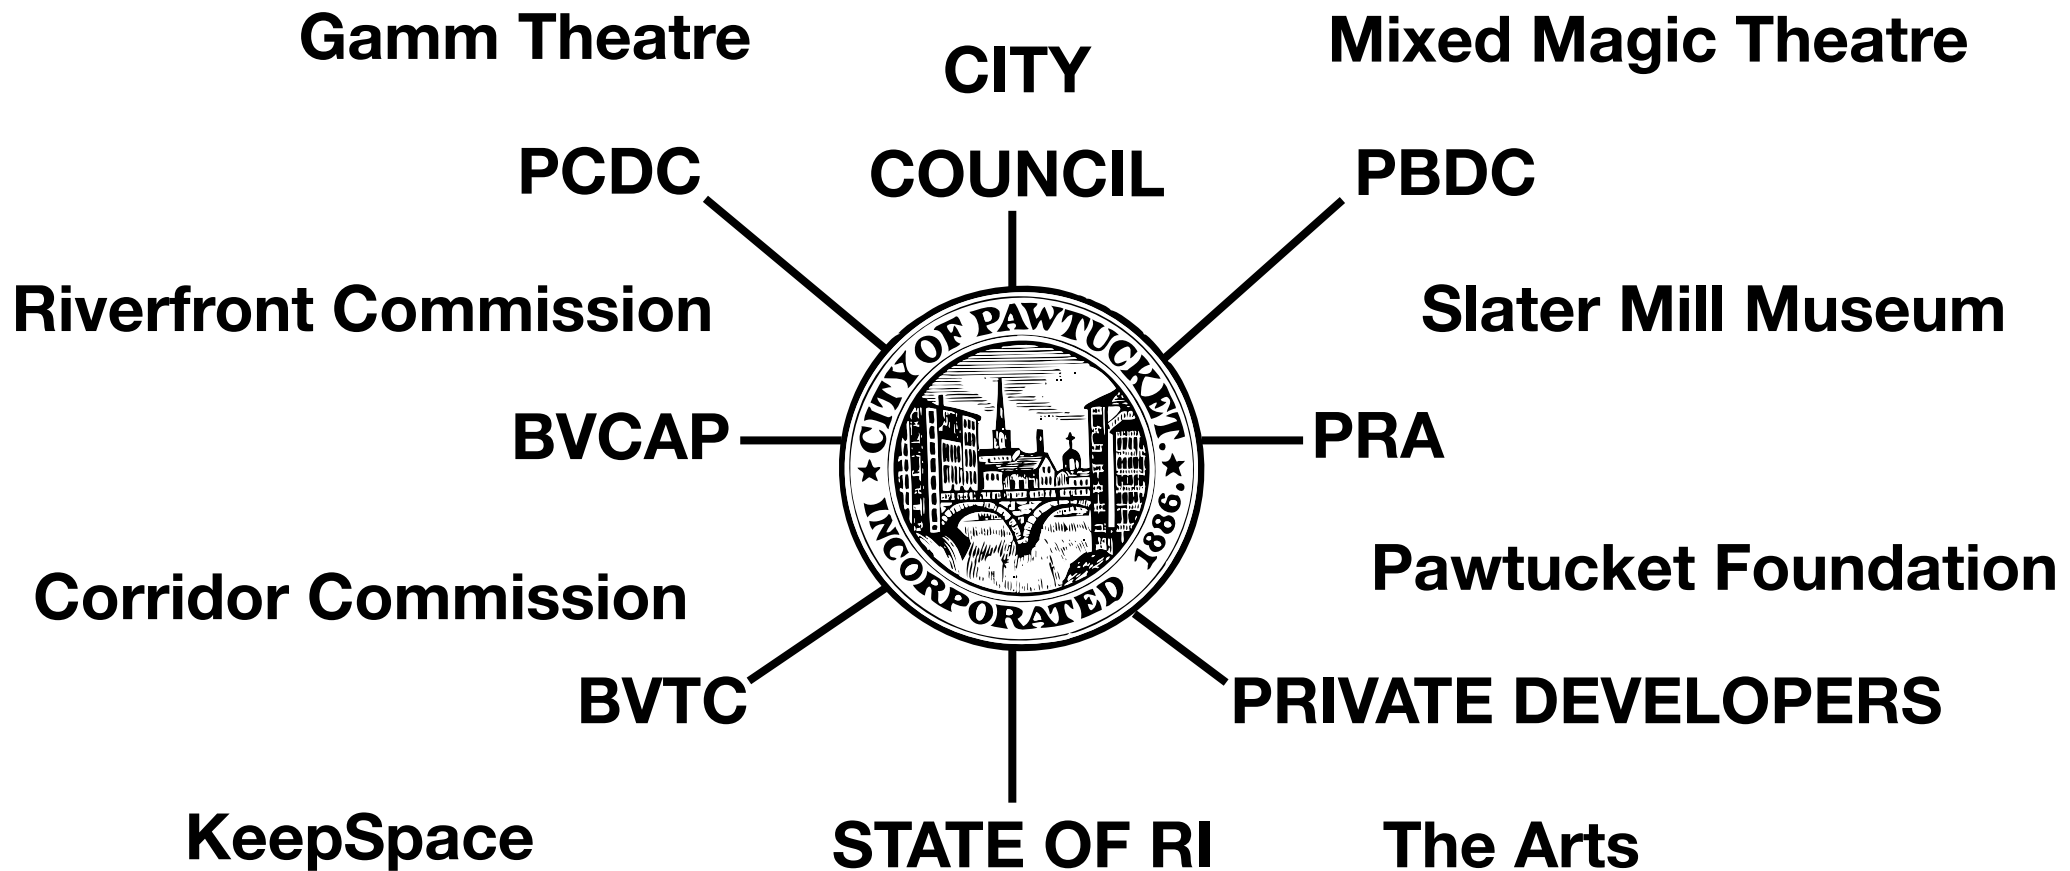 Gamm Theatre
CITY
Mixed Magic Theatre
PCDC
COUNCIL
PBDC
Riverfront Commission
CITY OF PAWTUCKET.
Slater Mill Museum
BVCAP
PRA
INCORPORATED 1886.
Corridor Commission
Pawtucket Foundation
BVTC
PRIVATE DEVELOPERS
KeepSpace
STATE OF RI
The Arts